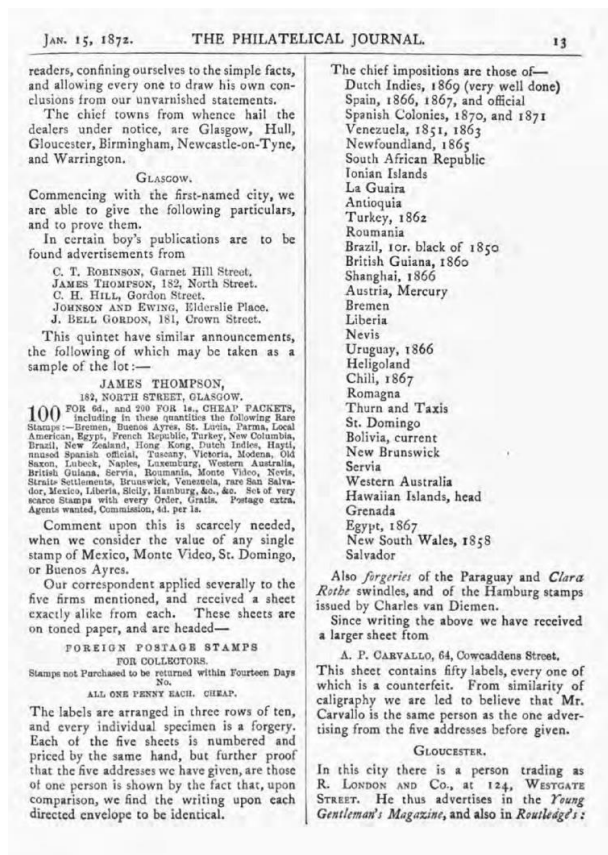 JAN. 15, 1872. THE PHILATELICAL JOURNAL. 13
readers, confining ourselves to the simple facts,
and allowing every one to draw his own con-
clusions from our unvarnished statements.
The chief towns from whence hail the
dealers under notice, are Glasgow, Hull,
Gloucester, Birmingham, Newcastle-on-Tyne,
and Warrington.
GLASGOW.
Commencing with the first-named city, we
are able to give the following particulars,
and to prove them.
In certain boy's publications are to be
found advertisements from
C. T. ROBINSON, Garnet Hill Street.
JAMES THOMPSON, 182, North Street.
C. H. HILL, Gordon Street.
JOHNSON AND EWING, Elderslie Place.
J. BELL GORDON, 181, Crown Street.
This quintet have similar announcements,
the following of which may be taken as a
sample of the lot:—
JAMES THOMPSON,
182, NORTH STREET, GLASGOW.
100 FOR 6d., and 200 FOR 1s., CHEAP PACKETS,
including in these quantities the following Rare
Stamps:—Bremen, Buenos Ayres, St. Lucia, Parma, Local
American, Egypt, French Republic, Turkey, New Columbia,
Brazil, New Zealand, Hong Kong, Dutch Indies, Hayti,
unused Spanish official, Tuscany, Victoria, Modena, Old
Saxon, Lubeck, Naples, Luxemburg, Western Australia,
British Guiana, Servia, Roumania, Monte Video, Nevis,
Straits Settlements, Brunswick, Venezuela, rare San Salva-
dor, Mexico, Liberia, Sicily, Hamburg, &c., &c. Set of very
scarce Stamps with every Order, Gratis. Postage extra.
Agents wanted, Commission, 4d. per 1s.
Comment upon this is scarcely needed,
when we consider the value of any single
stamp of Mexico, Monte Video, St. Domingo,
or Buenos Ayres.
Our correspondent applied severally to the
five firms mentioned, and received a sheet
exactly alike from each. These sheets are
on toned paper, and are headed—
FOREIGN POSTAGE STAMPS
FOR COLLECTORS.
Stamps not Purchased to be returned within Fourteen Days
No.
ALL ONE PENNY EACH. CHEAP.
The labels are arranged in three rows of ten,
and every individual specimen is a forgery.
Each of the five sheets is numbered and
priced by the same hand, but further proof
that the five addresses we have given, are those
of one person is shown by the fact that, upon
comparison, we find the writing upon each
directed envelope to be identical.
The chief impositions are those of—
Dutch Indies, 1869 (very well done)
Spain, 1866, 1867, and official
Spanish Colonies, 1870, and 1871
Venezuela, 1851, 1863
Newfoundland, 1865
South African Republic
Ionian Islands
La Guaira
Antioquia
Turkey, 1862
Roumania
Brazil, 10r. black of 1850
British Guiana, 1860
Shanghai, 1866
Austria, Mercury
Bremen
Liberia
Nevis
Uruguay, 1866
Heligoland
Chili, 1867
Romagna
Thurn and Taxis
St. Domingo
Bolivia, current
New Brunswick
Servia
Western Australia
Hawaiian Islands, head
Grenada
Egypt, 1867
New South Wales, 1858
Salvador
Also forgeries of the Paraguay and Clara
Rothe swindles, and of the Hamburg stamps
issued by Charles van Diemen.
Since writing the above we have received
a larger sheet ftom
A. P. CARVALLO, 64, Cowcaddens Street.
This sheet contains fifty labels, every one of
which is a counterfeit. From similarity of
caligraphy we are led to believe that Mr.
Carvallo is the same person as the one adver-
tising from the five addresses before given.
GLOUCESTER.
In this city there is a person trading as
R. LONDON AND CO., at 124, WESTGATE
STREET. He thus advertises in the Young
Gentleman's Magazine, and also in Routledge's: